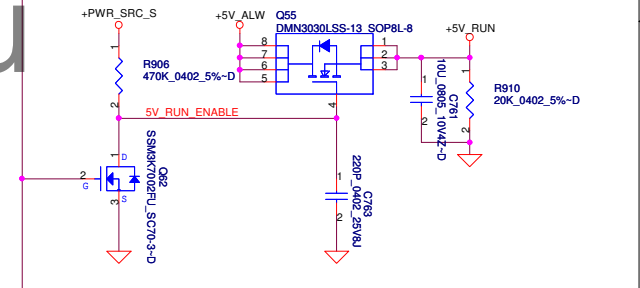 +PWR_SRC_S
+5V_ALW
Q55
DMN3030LSS-13_SOP8L-8
+5V_RUN
1
R906
470K_0402_5%~D
2
8
7
6
5
1
2
3
4
1
2
10U_0805_10V4Z~D
C761
1
R910
20K_0402_5%~D
2
5V_RUN_ENABLE
1
D
2
G
S
3
Q62
SSM3K7002FU_SC70-3~D
1
2
C763
220P_0402_25V8J